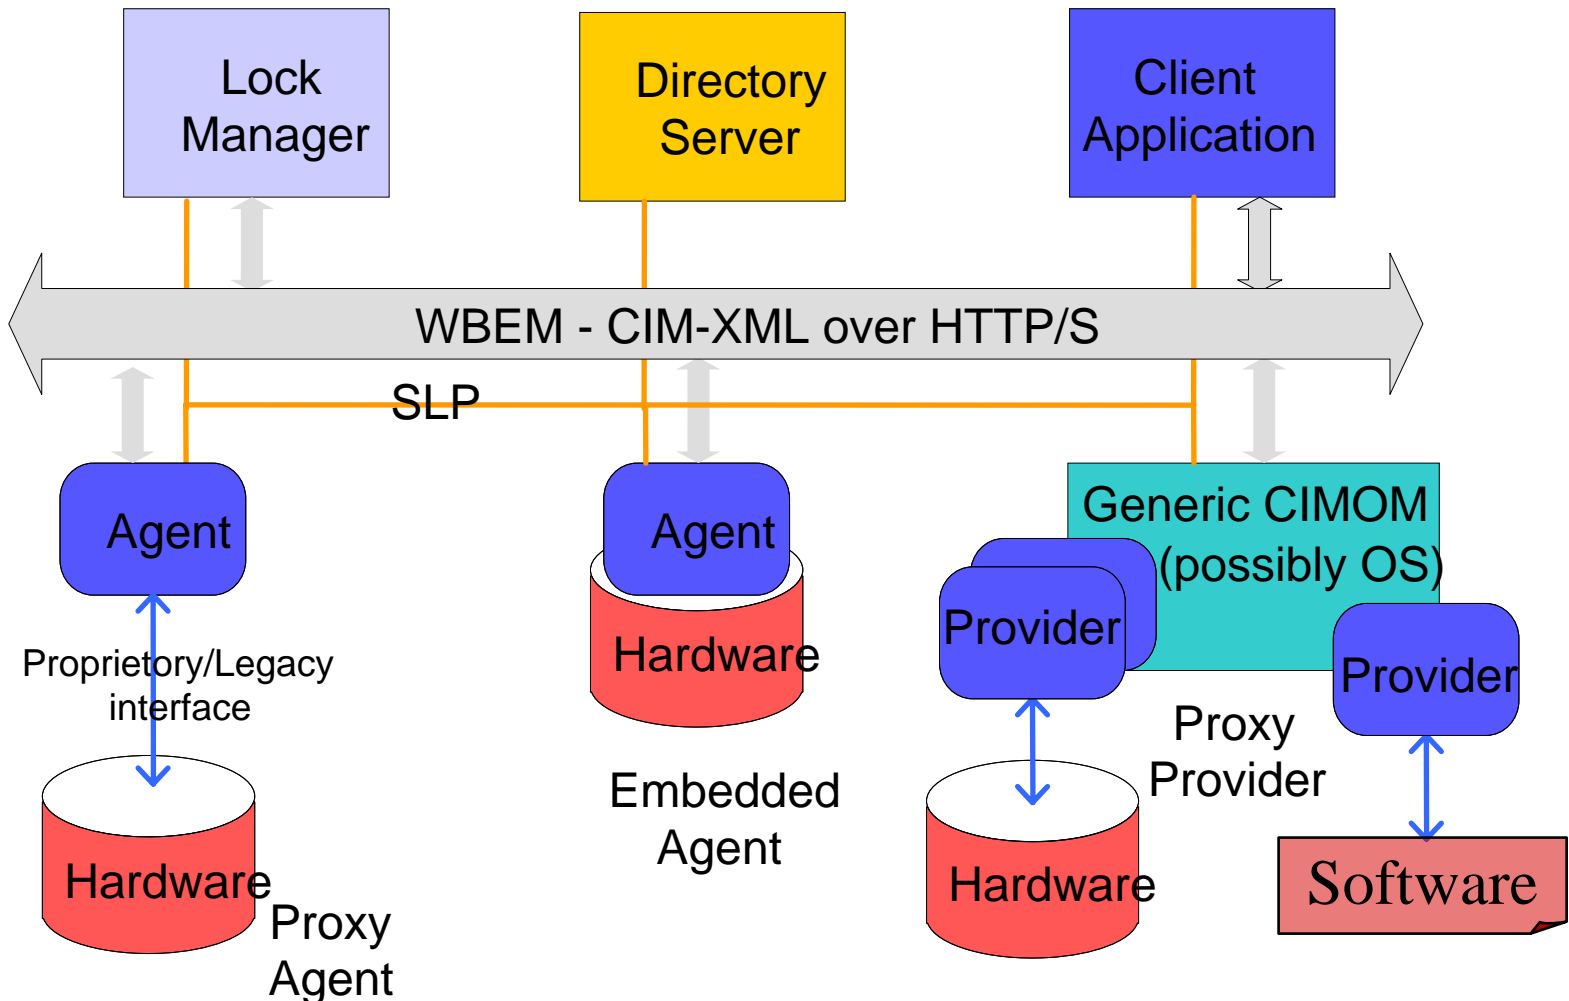 Lock
Manager
Directory
Server
Client
Application
WBEM - CIM-XML over HTTP/S
SLP
Agent
Agent
Generic CIMOM
(possibly OS)
Provider
Provider
Proprietory/Legacy
interface
Hardware
Proxy
Provider
Embedded
Agent
Hardware
Hardware
Software
Proxy
Agent